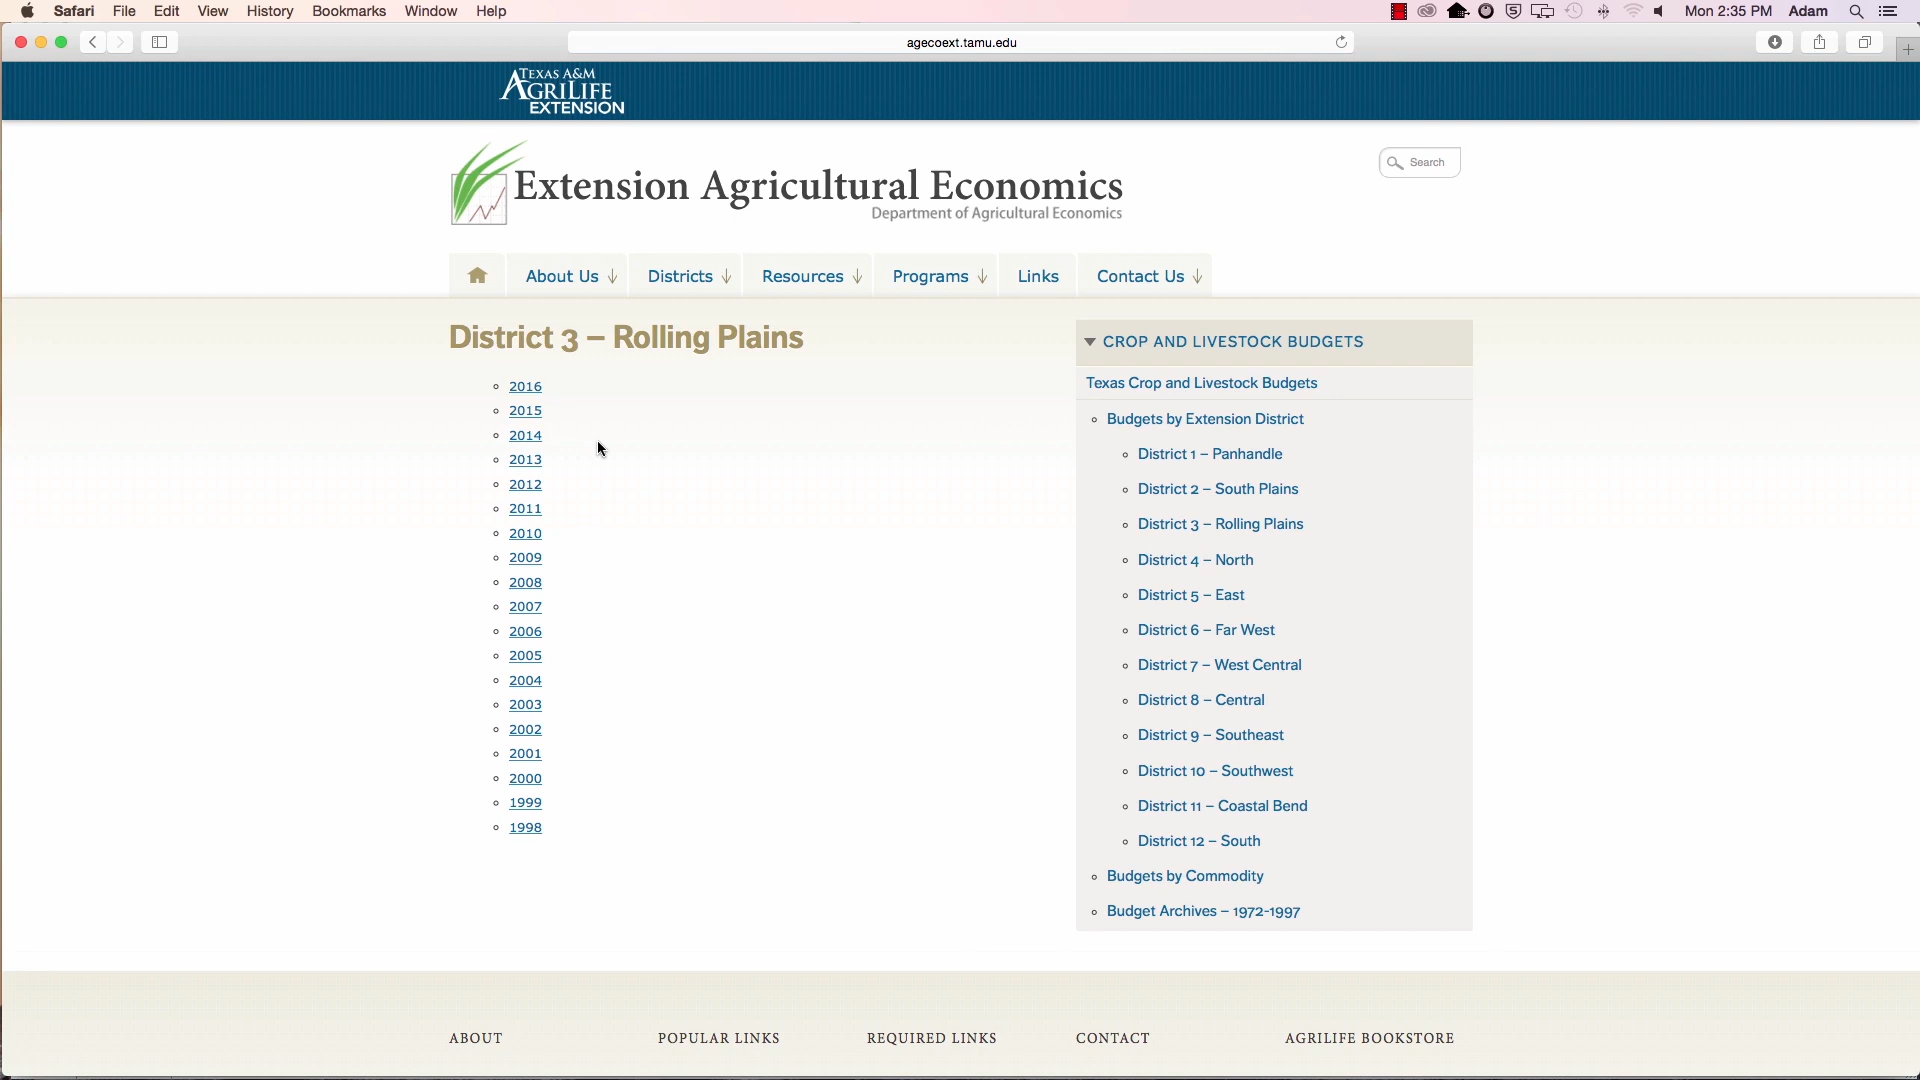 Safari File Edit View History Bookmarks Window Help Mon 2:35 PM Adam
agecoext.tamu.edu
TEXAS A&M
AGRILIFE
EXTENSION
Extension Agricultural Economics
Department of Agricultural Economics
Search
About Us Districts Resources Programs Links Contact Us
District 3 – Rolling Plains
2016
2015
2014
2013
2012
2011
2010
2009
2008
2007
2006
2005
2004
2003
2002
2001
2000
1999
1998
CROP AND LIVESTOCK BUDGETS
Texas Crop and Livestock Budgets
Budgets by Extension District
District 1 – Panhandle
District 2 – South Plains
District 3 – Rolling Plains
District 4 – North
District 5 – East
District 6 – Far West
District 7 – West Central
District 8 – Central
District 9 – Southeast
District 10 – Southwest
District 11 – Coastal Bend
District 12 – South
Budgets by Commodity
Budget Archives – 1972-1997
ABOUT POPULAR LINKS REQUIRED LINKS CONTACT AGRILIFE BOOKSTORE